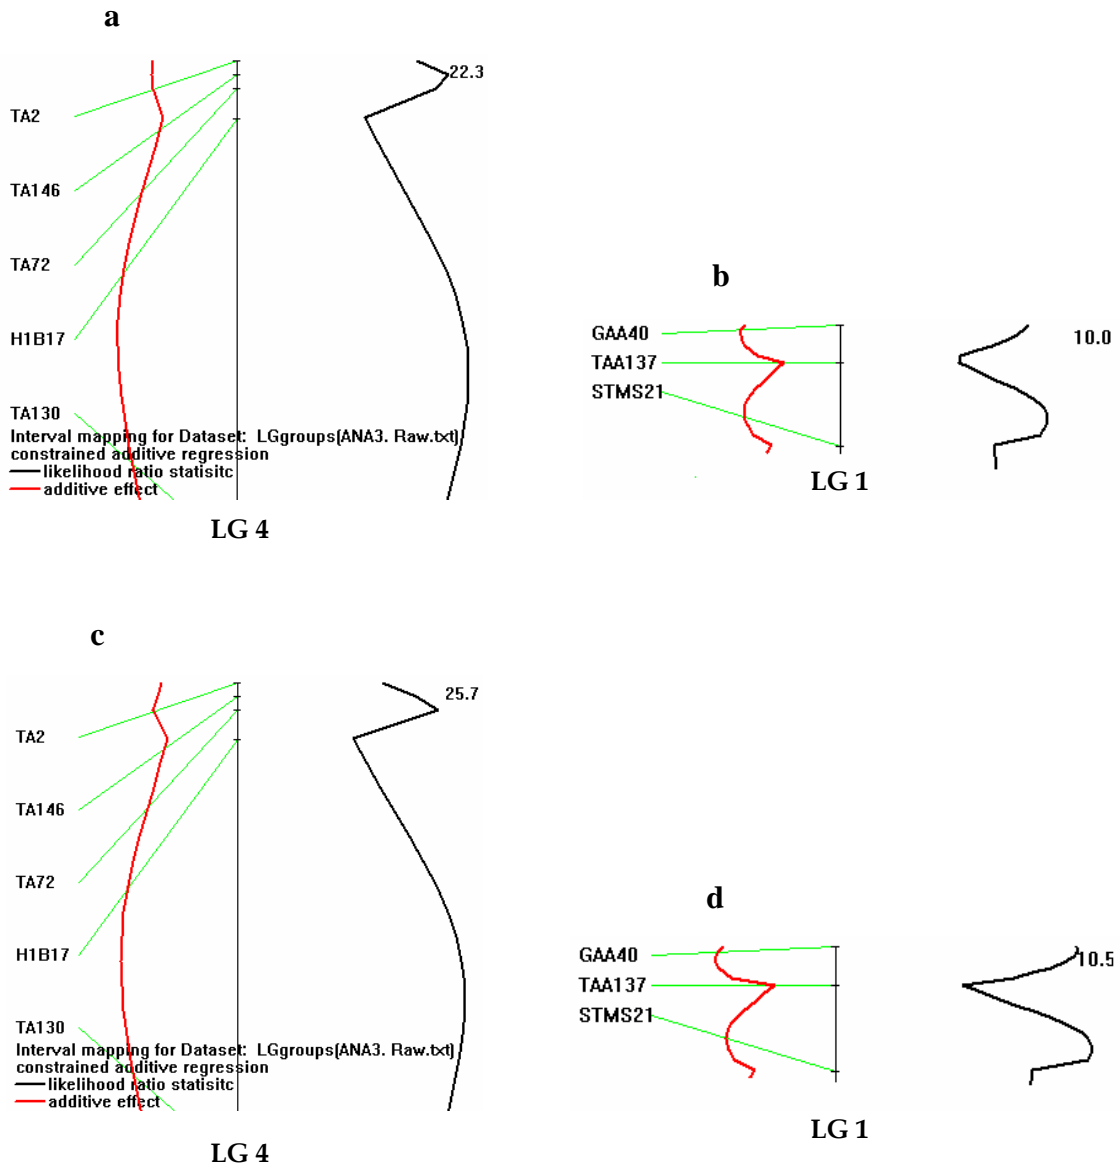 a
22.3
TA2
TA146
TA72
H1B17
TA130
Interval mapping for Dataset: LGgroups(ANA3. Raw.txt)
constrained additive regression
likelihood ratio statisitc
additive effect
LG 4
b
GAA40
10.0
TAA137
STMS21
LG 1
c
25.7
TA2
TA146
TA72
H1B17
TA130
Interval mapping for Dataset: LGgroups(ANA3. Raw.txt)
constrained additive regression
likelihood ratio statisitc
additive effect
LG 4
d
GAA40
10.5
TAA137
STMS21
LG 1